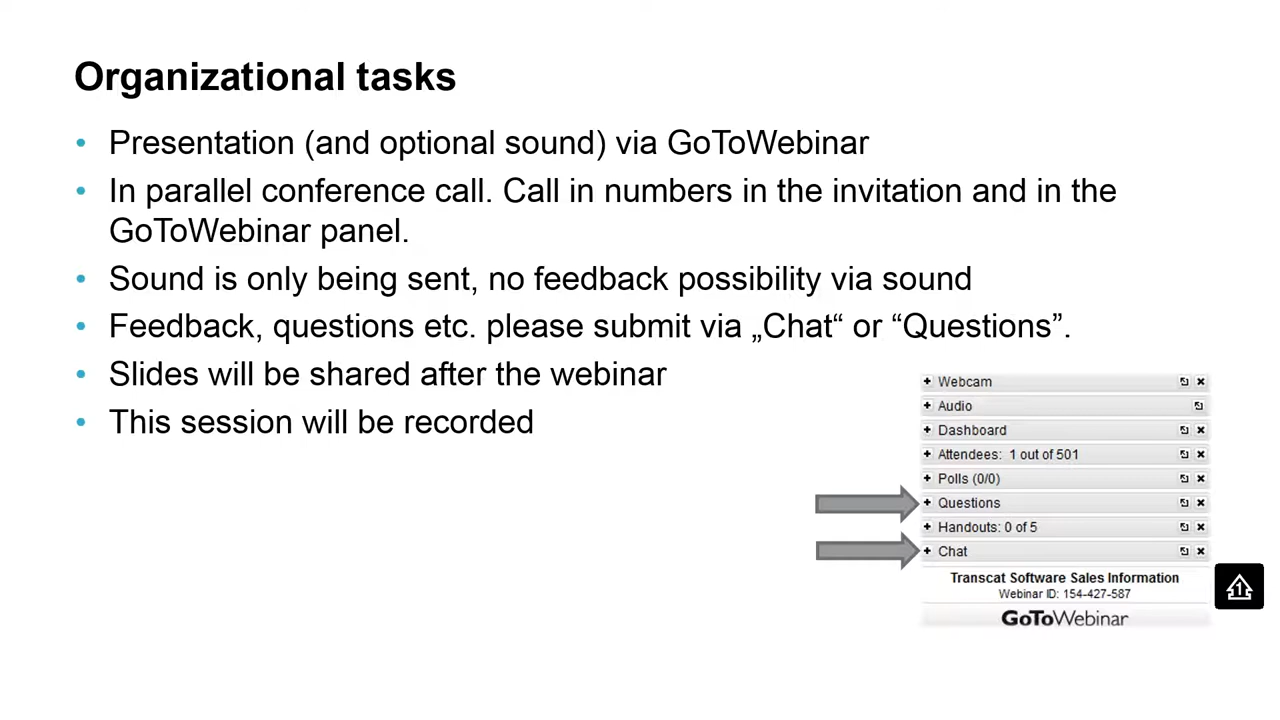 Organizational tasks
• Presentation (and optional sound) via GoToWebinar
• In parallel conference call. Call in numbers in the invitation and in the
GoToWebinar panel.
• Sound is only being sent, no feedback possibility via sound
• Feedback, questions etc. please submit via „Chat“ or “Questions”.
• Slides will be shared after the webinar
• This session will be recorded
Webcam
Audio
Dashboard
Attendees: 1 out of 501
Polls (0/0)
Questions
Handouts: 0 of 5
Chat
Transcat Software Sales Information
Webinar ID: 154-427-587
GoToWebinar
1